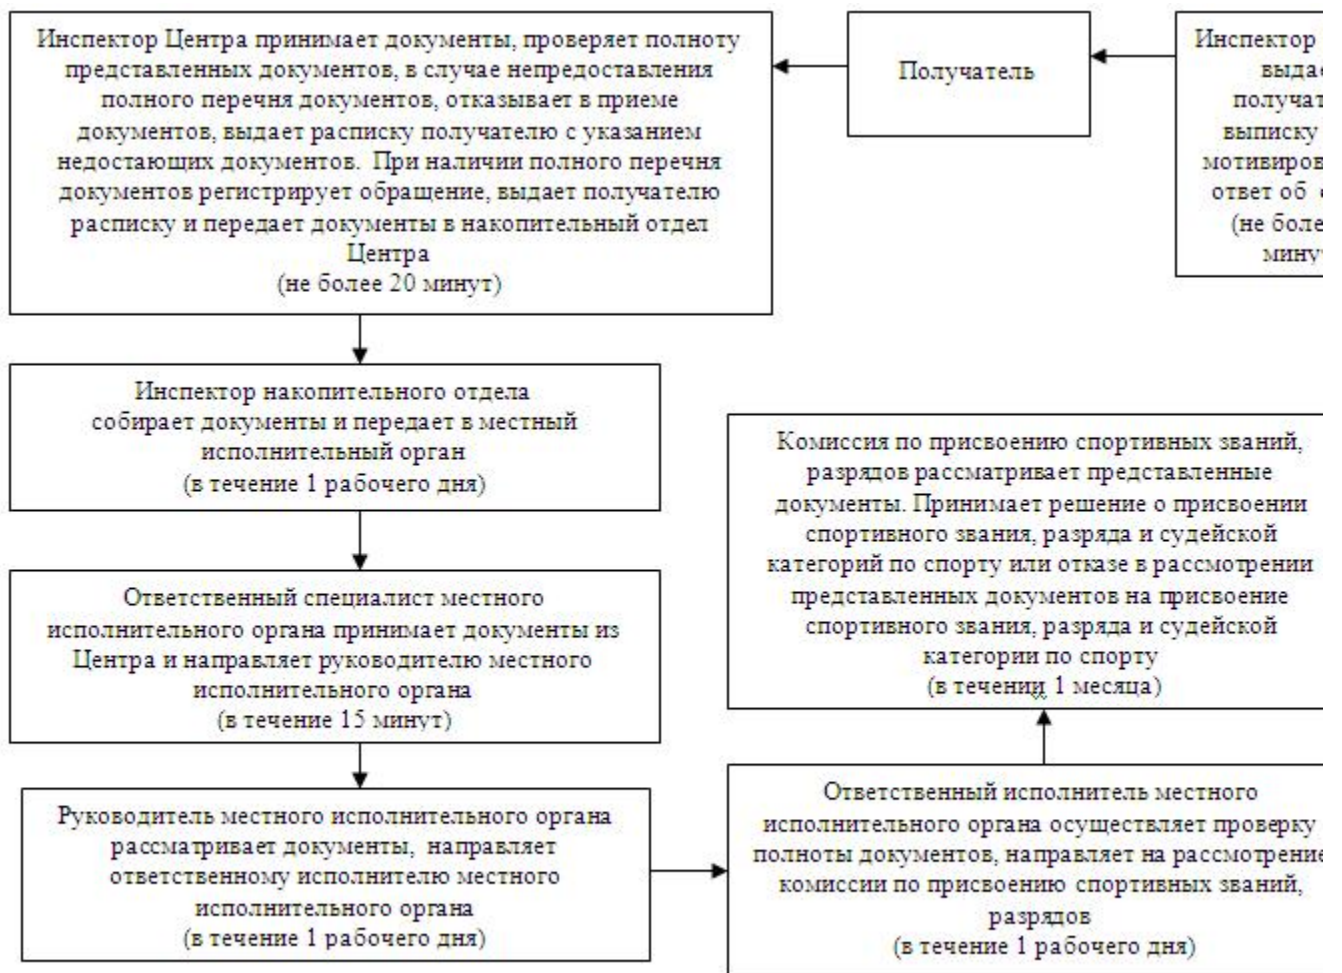 Инспектор Центра принимает документы, проверяет полноту
представленных документов, в случае непредоставления
полного перечня документов, отказывает в приеме
документов, выдает расписку получателю с указанием
недостающих документов. При наличии полного перечня
документов регистрирует обращение, выдает получателю
расписку и передает документы в накопительный отдел
Центра
(не более 20 минут)
Получатель
Инспектор
выдае
получат
выписку
мотивиров
ответ об
(не боле
мину
Инспектор накопительного отдела
собирает документы и передает в местный
исполнительный орган
(в течение 1 рабочего дня)
Ответственный специалист местного
исполнительного органа принимает документы из
Центра и направляет руководителю местного
исполнительного органа
(в течение 15 минут)
Руководитель местного исполнительного органа
рассматривает документы, направляет
ответственному исполнителю местного
исполнительного органа
(в течение 1 рабочего дня)
Ответственный исполнитель местного
исполнительного органа осуществляет проверку
полноты документов, направляет на рассмотрение
комиссии по присвоению спортивных званий,
разрядов
(в течение 1 рабочего дня)
Комиссия по присвоению спортивных званий,
разрядов рассматривает представленные
документы. Принимает решение о присвоении
спортивного звания, разряда и судейской
категорий по спорту или отказе в рассмотрении
представленных документов на присвоение
спортивного звания, разряда и судейской
категории по спорту
(в течении 1 месяца)